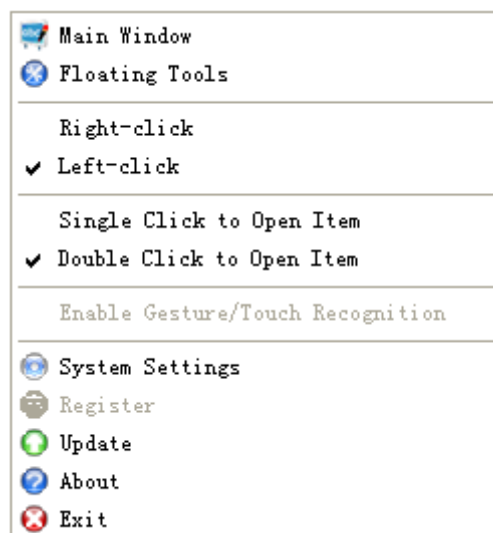 Main Window
Floating Tools
Right-click
Left-click
Single Click to Open Item
Double Click to Open Item
Enable Gesture/Touch Recognition
System Settings
Register
Update
About
Exit